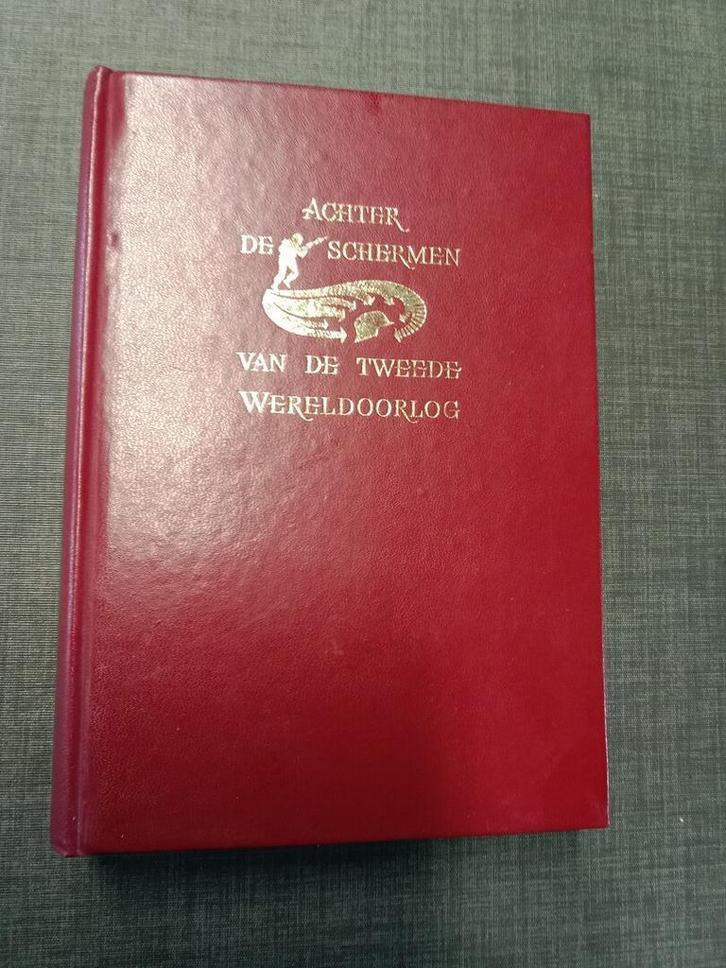 ACHTER
DE SCHERMEN
VAN DE TWEEDE
WERELDOORLOG